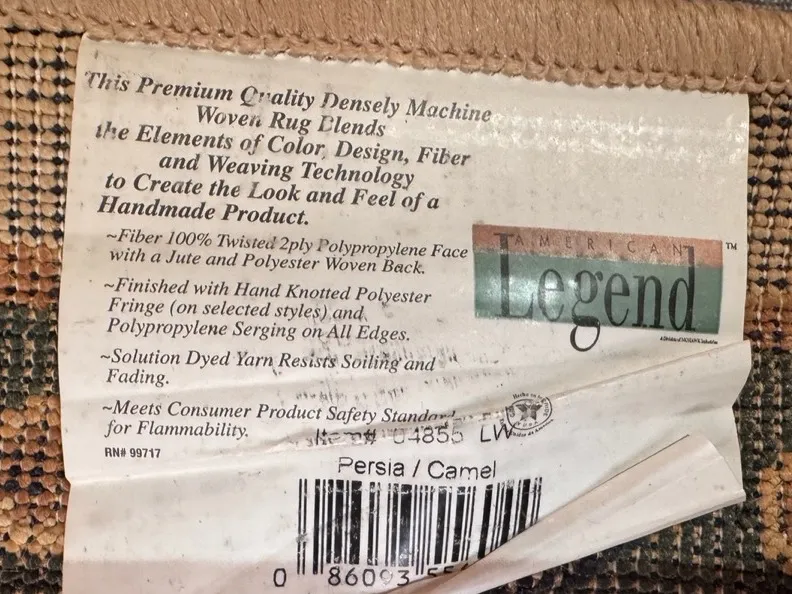 This Premium Quality Densely Machine
Woven Rug Blends
the Elements of Color, Design, Fiber
and Weaving Technology
to Create the Look and Feel of a
Handmade Product.
~Fiber 100% Twisted 2ply Polypropylene Face
with a Jute and Polyester Woven Back.
~Finished with Hand Knotted Polyester
Fringe (on selected styles) and
Polypropylene Serging on All Edges.
~Solution Dyed Yarn Resists Soiling and
Fading.
~Meets Consumer Product Safety Standard
for Flammability.
RN# 99717
AMERICAN
Legend
TM
Item# 04855 LW
Persia / Camel
0 86093